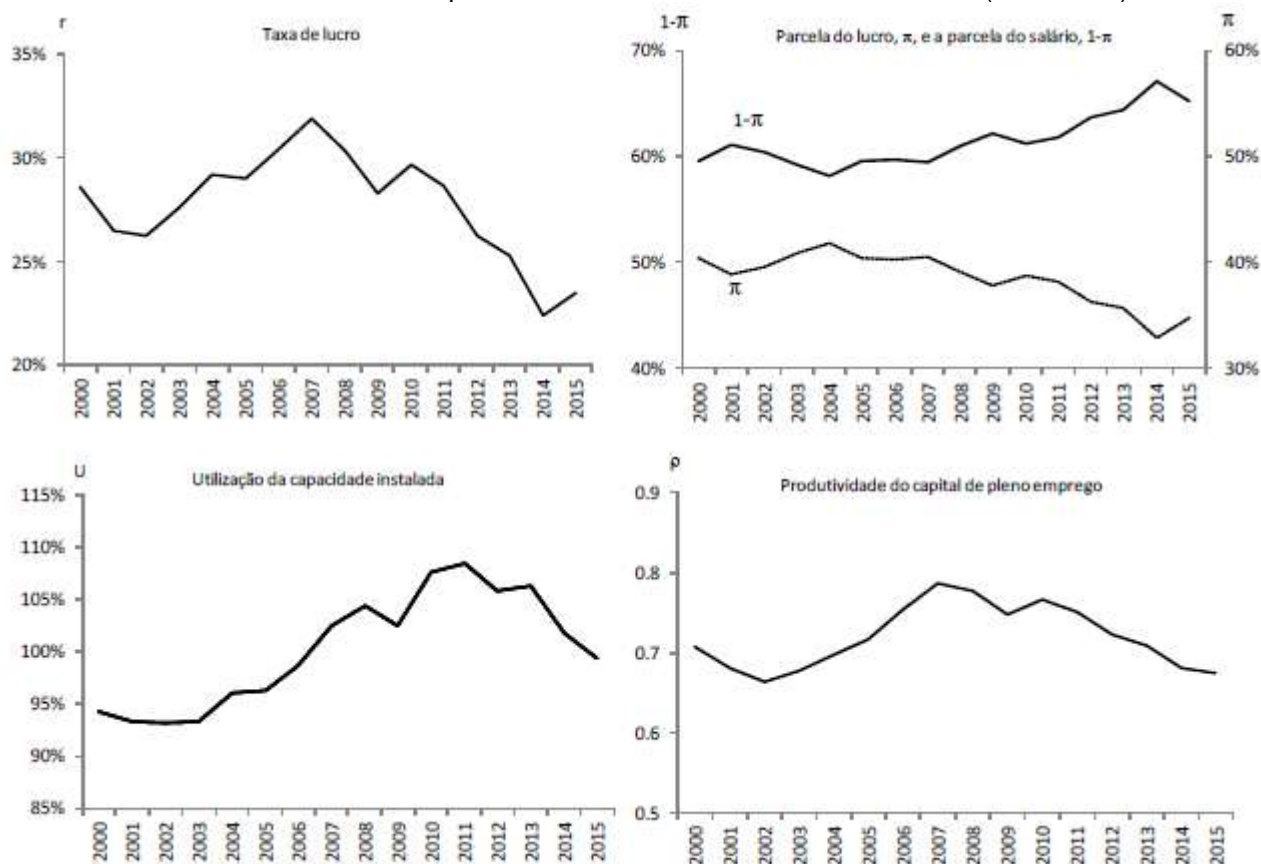 r
Taxa de lucro
35%
30%
25%
20%
2000 2001 2002 2003 2004 2005 2006 2007 2008 2009 2010 2011 2012 2013 2014 2015
1-π
π
Parcela do lucro, π, e a parcela do salário, 1-π
70%
60%
50%
40%
60%
50%
40%
30%
1-π
π
2000 2001 2002 2003 2004 2005 2006 2007 2008 2009 2010 2011 2012 2013 2014 2015
U
Utilização da capacidade instalada
115%
110%
105%
100%
95%
90%
85%
2000 2001 2002 2003 2004 2005 2006 2007 2008 2009 2010 2011 2012 2013 2014 2015
ρ
Produtividade do capital de pleno emprego
0.9
0.8
0.7
0.6
0.5
2000 2001 2002 2003 2004 2005 2006 2007 2008 2009 2010 2011 2012 2013 2014 2015